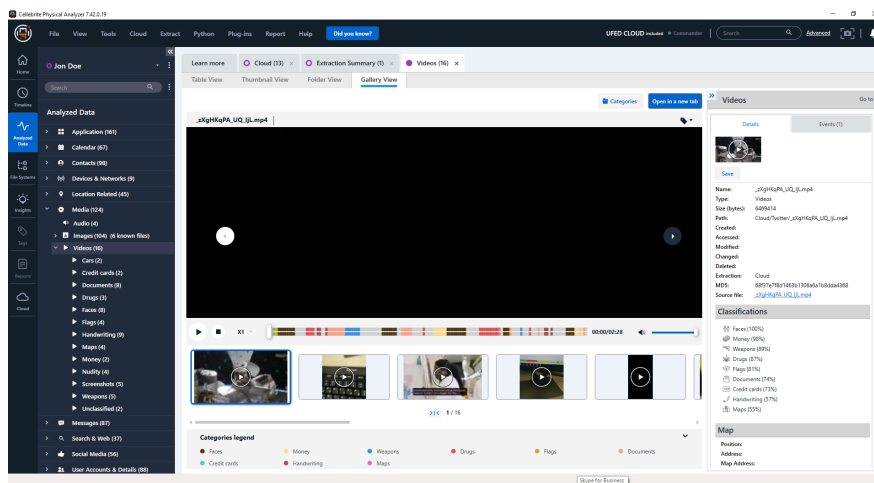 Cellebrite Physical Analyzer 7.42.0.19
File View Tools Cloud Extract Python Plug-ins Report Help Did you know?
UFED CLOUD included Commander Search Advanced
Home
Timeline
Analyzed Data
File Systems
Insights
Tags
Reports
Cloud
Jon Doe
Search
Analyzed Data
Application (161)
Calendar (67)
Contacts (98)
Devices & Networks (9)
Location Related (45)
Media (124)
Audio (4)
Images (104) (6 known files)
Videos (16)
Cars (2)
Credit cards (2)
Documents (8)
Drugs (3)
Faces (8)
Flags (4)
Handwriting (9)
Maps (4)
Money (2)
Nudity (4)
Screenshots (5)
Weapons (5)
Unclassified (2)
Messages (87)
Search & Web (37)
Social Media (56)
User Accounts & Details (88)
Learn more Cloud (13) × Extraction Summary (1) × Videos (16) ×
Table View Thumbnail View Folder View Gallery View
Categories Open in a new tab
_zXgHKqPA_UQ_ljL.mp4
X1
00:00/02:28
1 / 16
Categories legend
Faces Money Weapons Drugs Flags Documents
Credit cards Handwriting Maps
Videos Go to
Details Events (1)
Save
Name: _zXgHKqPA_UQ_ljL.mp4
Type: Videos
Size (bytes): 6469414
Path: Cloud/Twitter/_zXgHKqPA_UQ_ljL.mp4
Created:
Accessed:
Modified:
Changed:
Deleted:
Extraction: Cloud
MD5: 68f37e7f8d1463b1308a6a1b8dda4368
Source file: _zXgHKqPA_UQ_ljL.mp4
Classifications
Faces (100%)
Money (98%)
Weapons (89%)
Drugs (87%)
Flags (81%)
Documents (74%)
Credit cards (73%)
Handwriting (57%)
Maps (55%)
Map
Position:
Address:
Map Address:
Skype for Business